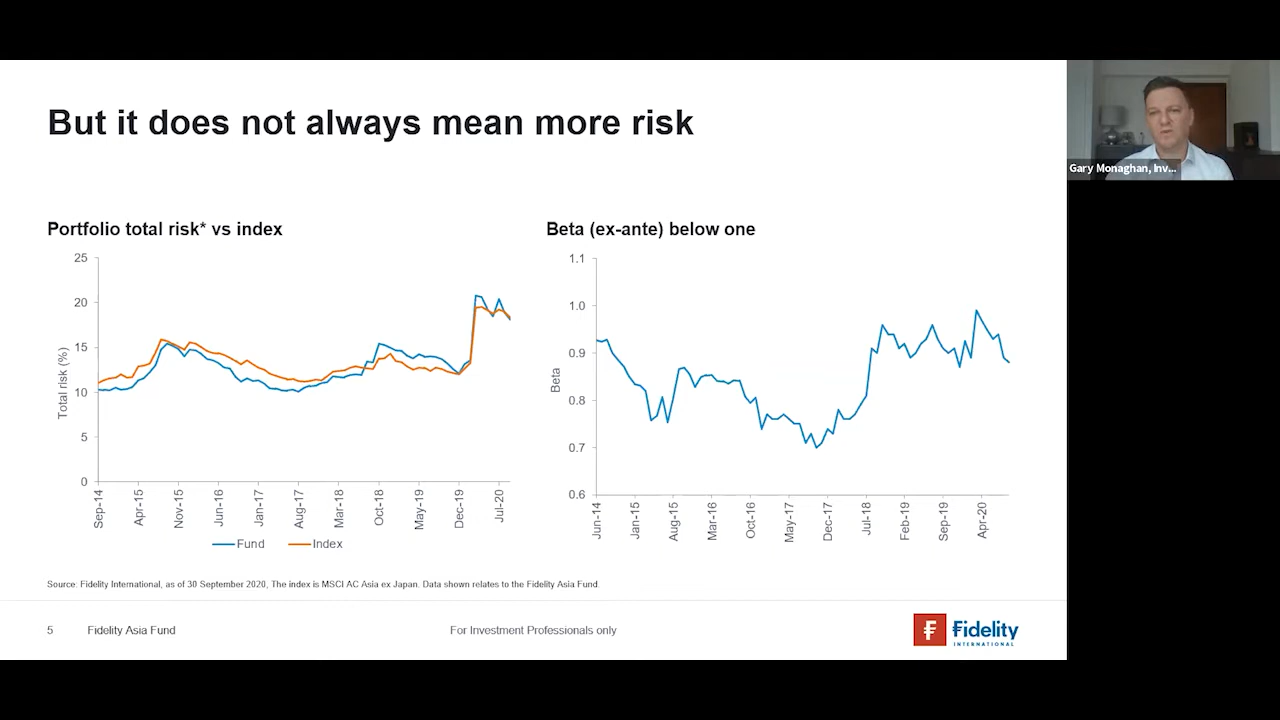 But it does not always mean more risk
Gary Monaghan, Inv...
Portfolio total risk* vs index
25
20
15
10
5
0
Total risk (%)
Sep-14
Apr-15
Nov-15
Jun-16
Jan-17
Aug-17
Mar-18
Oct-18
May-19
Dec-19
Jul-20
Fund
Index
Beta (ex-ante) below one
1.1
1.0
0.9
0.8
0.7
0.6
Beta
Jun-14
Jan-15
Aug-15
Mar-16
Oct-16
May-17
Dec-17
Jul-18
Feb-19
Sep-19
Apr-20
Source: Fidelity International, as of 30 September 2020, The index is MSCI AC Asia ex Japan. Data shown relates to the Fidelity Asia Fund.
5
Fidelity Asia Fund
For Investment Professionals only
Fidelity
INTERNATIONAL